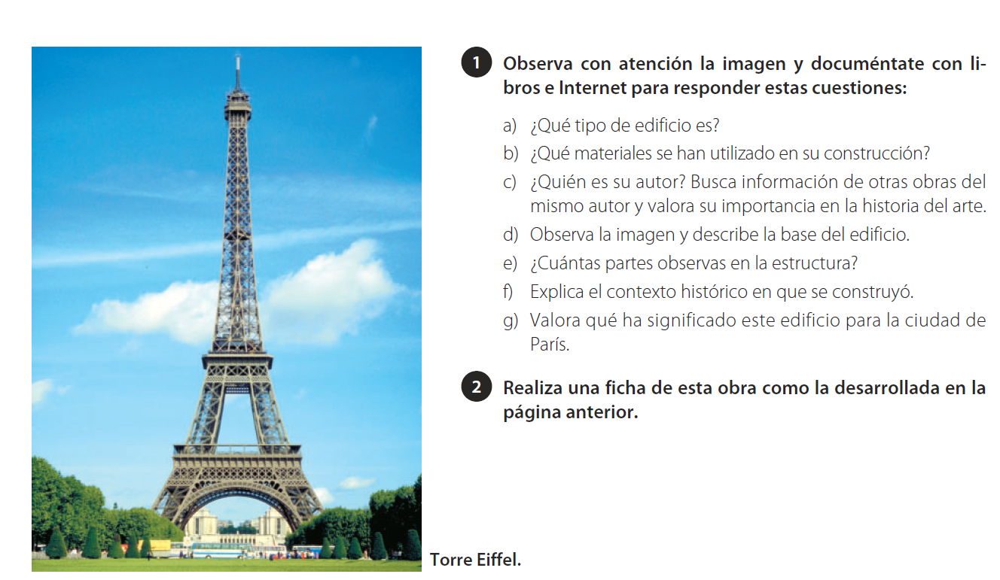 1 Observa con atención la imagen y documéntate con li-
bros e Internet para responder estas cuestiones:
a) ¿Qué tipo de edificio es?
b) ¿Qué materiales se han utilizado en su construcción?
c) ¿Quién es su autor? Busca información de otras obras del
mismo autor y valora su importancia en la historia del arte.
d) Observa la imagen y describe la base del edificio.
e) ¿Cuántas partes observas en la estructura?
f) Explica el contexto histórico en que se construyó.
g) Valora qué ha significado este edificio para la ciudad de
París.
2 Realiza una ficha de esta obra como la desarrollada en la
página anterior.
Torre Eiffel.